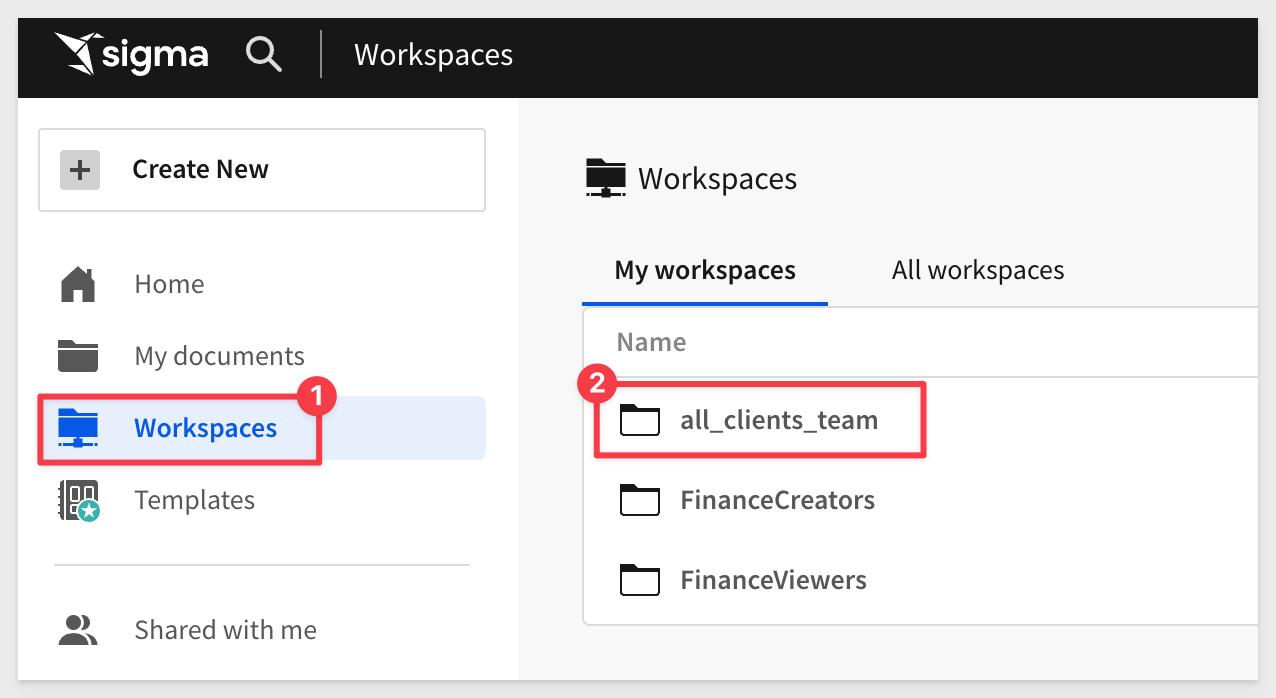 sigma
Workspaces
Create New
Home
My documents
1
Workspaces
Templates
Shared with me
Workspaces
My workspaces
All workspaces
Name
2
all_clients_team
FinanceCreators
FinanceViewers